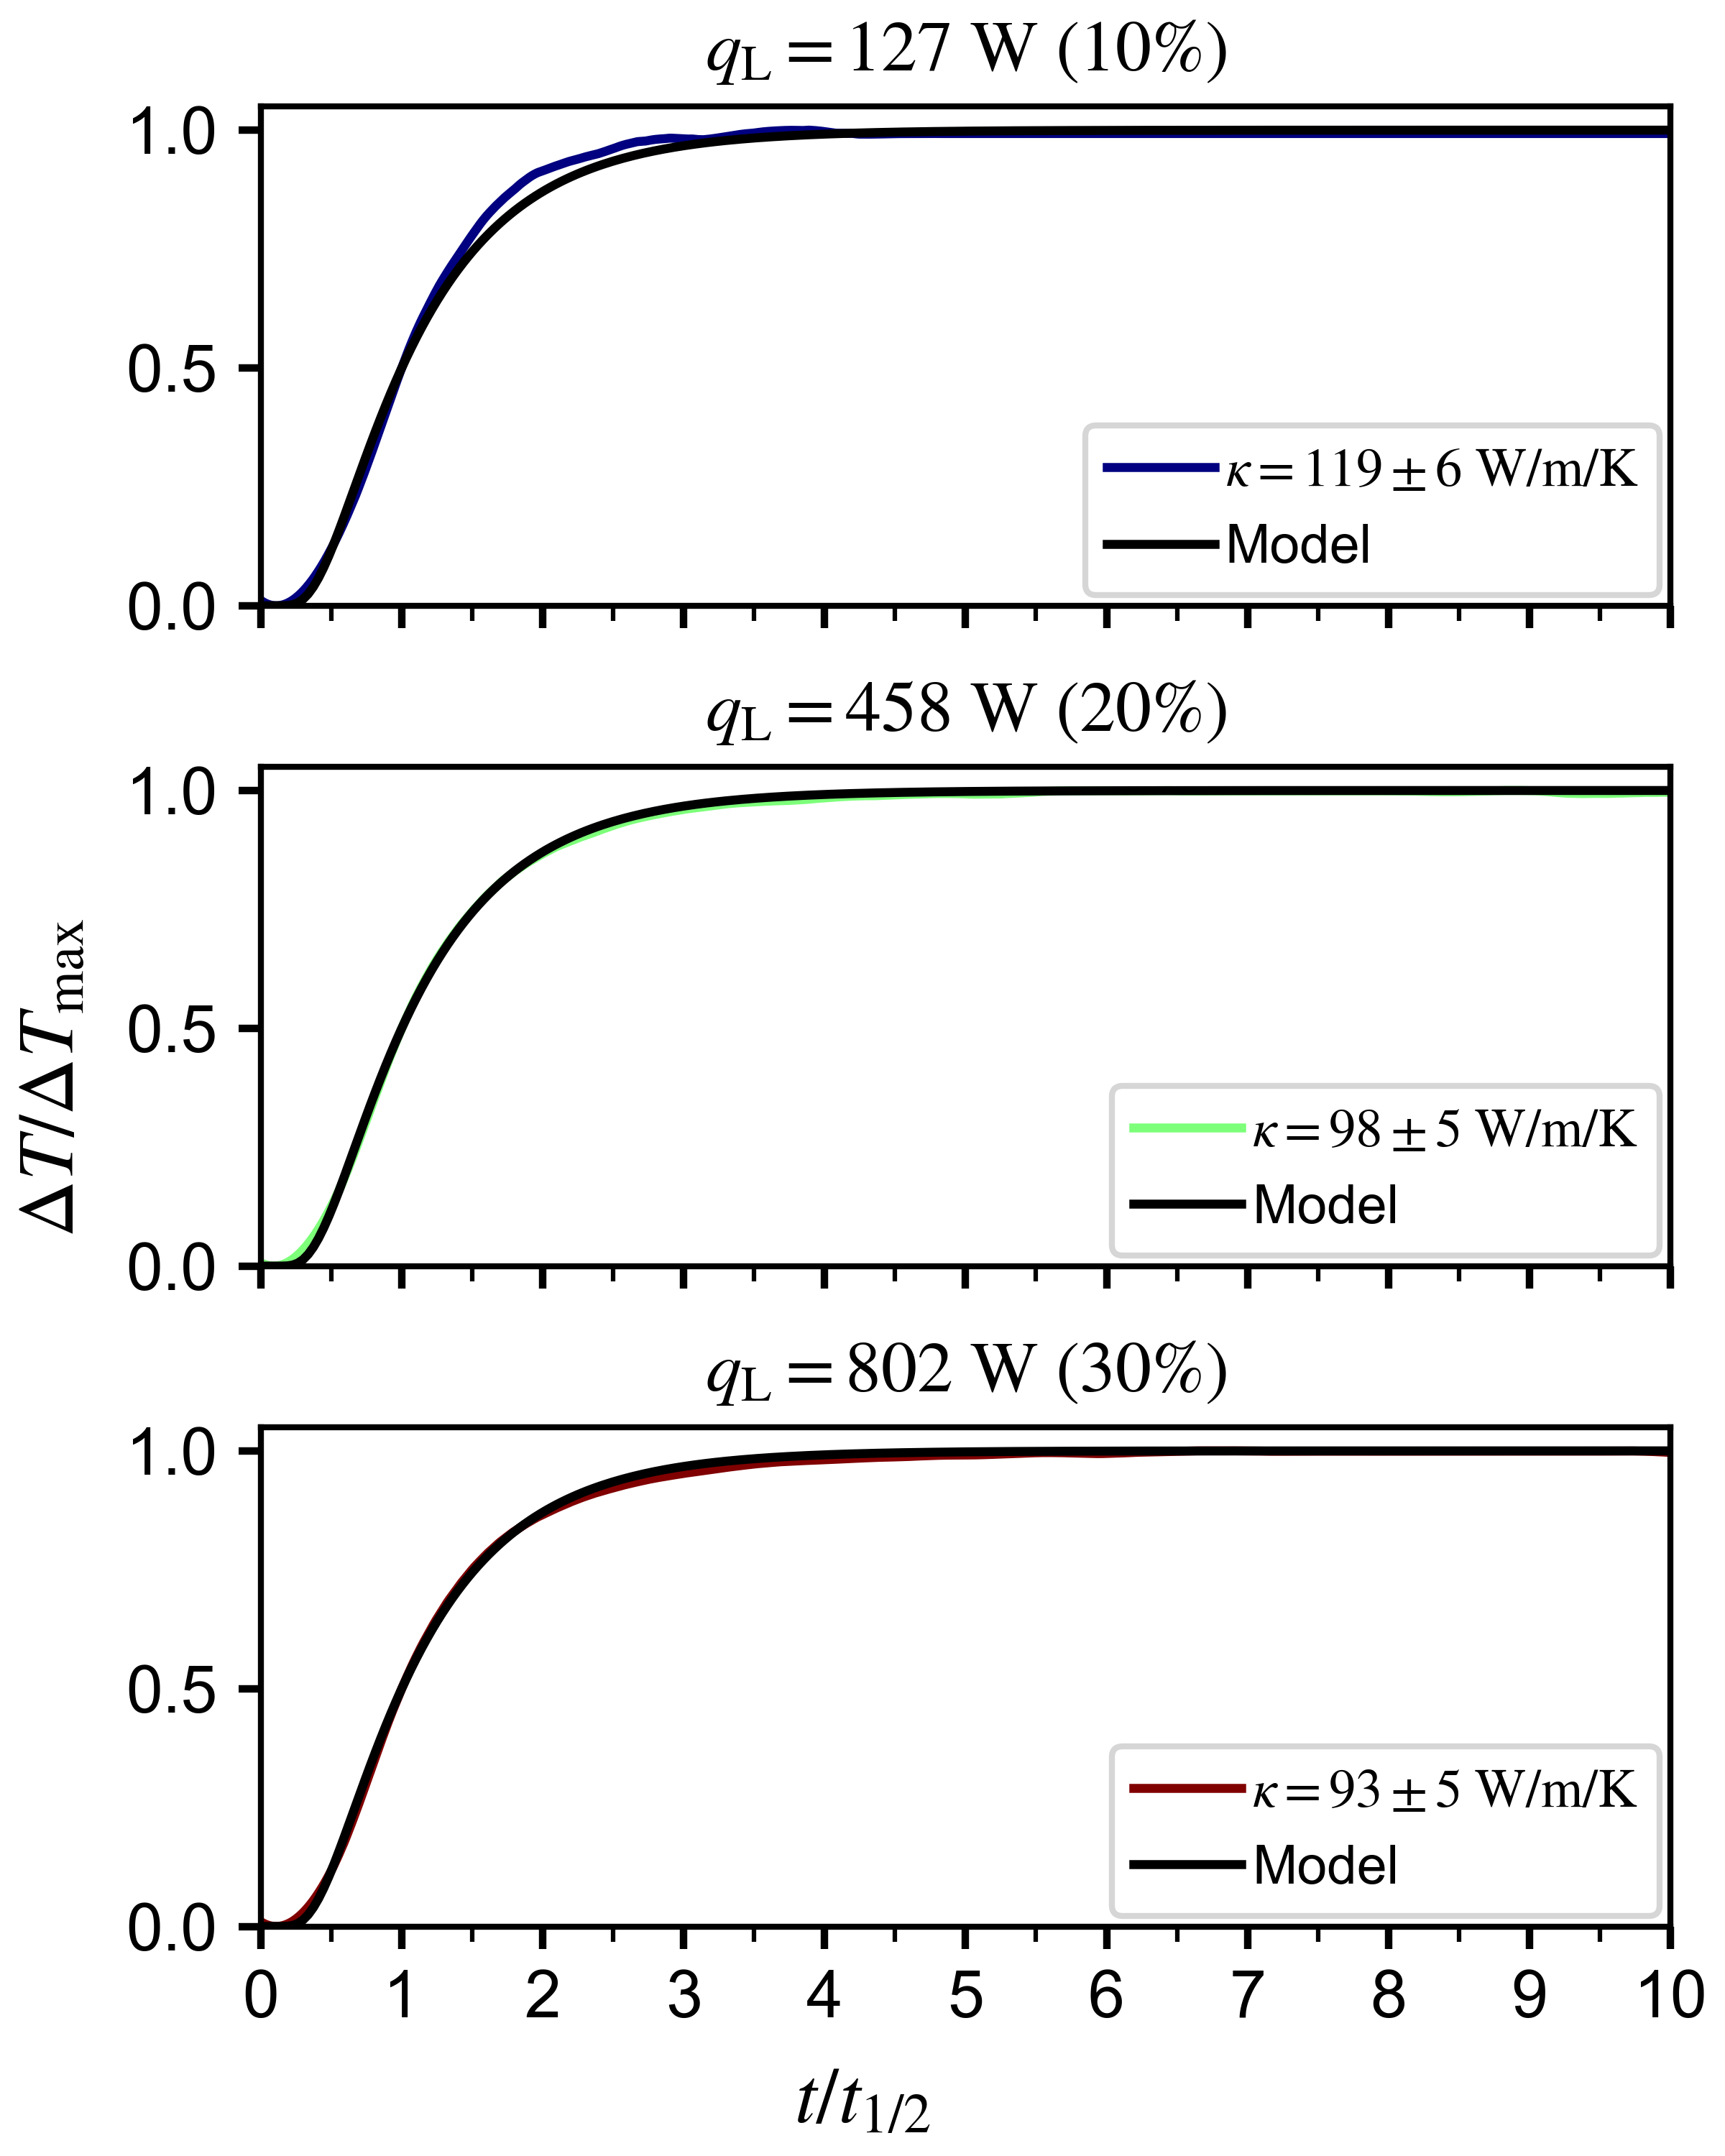 q_L = 127 W (10%)
1.0
0.5
0.0
κ = 119 ± 6 W/m/K
Model
q_L = 458 W (20%)
1.0
0.5
0.0
κ = 98 ± 5 W/m/K
Model
ΔT/ΔT_max
q_L = 802 W (30%)
1.0
0.5
0.0
κ = 93 ± 5 W/m/K
Model
0 1 2 3 4 5 6 7 8 9 10
t/t_1/2